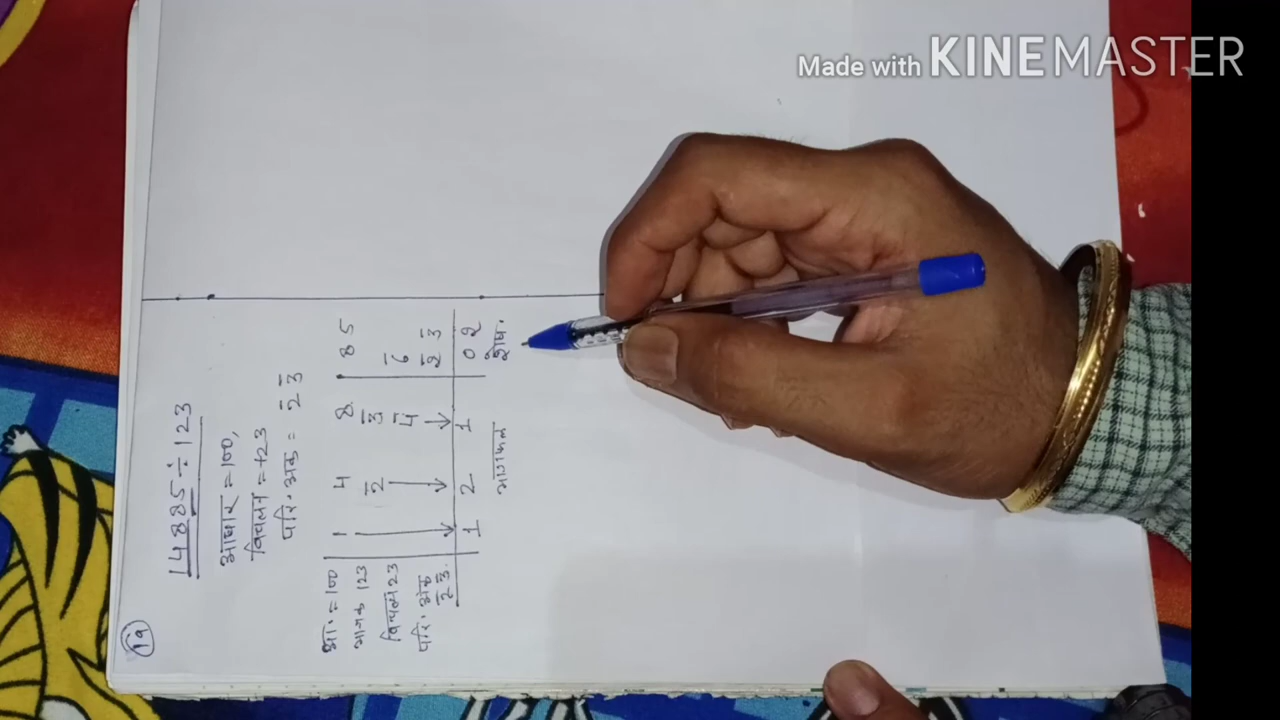 Made with KINEMASTER
19
14885 ÷ 123
आधार = 100,
विचलन = +23
परि. अंक = 2̄ 3̄
आ. = 100 1 4 8 8 5
भाजक 123 2̄ 3̄
विचलन 23 4̄ 6̄
परि. अंक 2̄ 3̄
2̄ 3̄.
1 2 1 0 2
भागफल शेष.